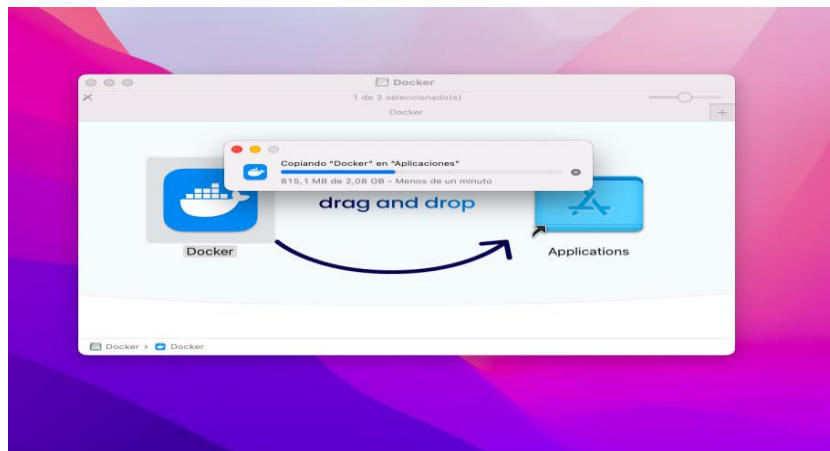 Docker
1 de 2 seleccionado(s)
Docker
Copiando "Docker" en "Aplicaciones"
815,1 MB de 2,08 GB - Menos de un minuto
drag and drop
Docker
Applications
Docker › Docker